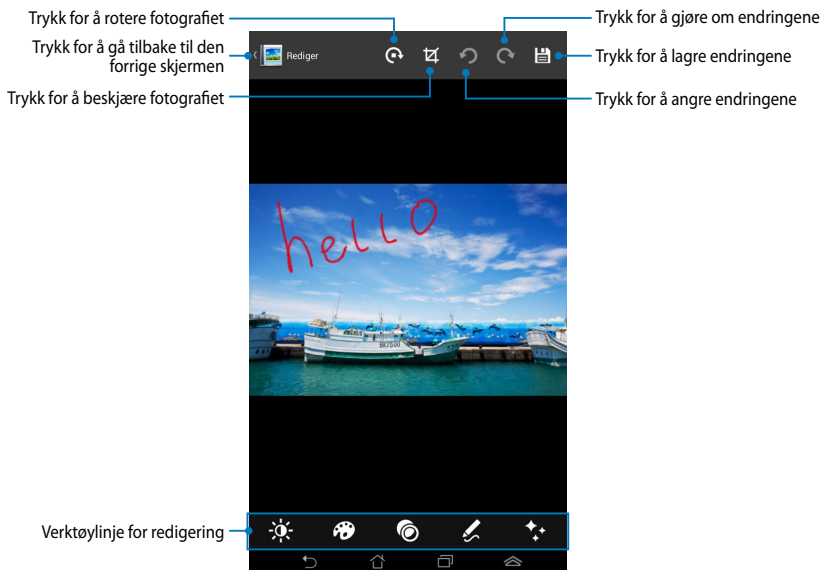 Trykk for å rotere fotografiet
Trykk for å gå tilbake til den
forrige skjermen
Trykk for å beskjære fotografiet
Trykk for å gjøre om endringene
Trykk for å lagre endringene
Trykk for å angre endringene
Rediger
hello
BK7500
Verktøylinje for redigering